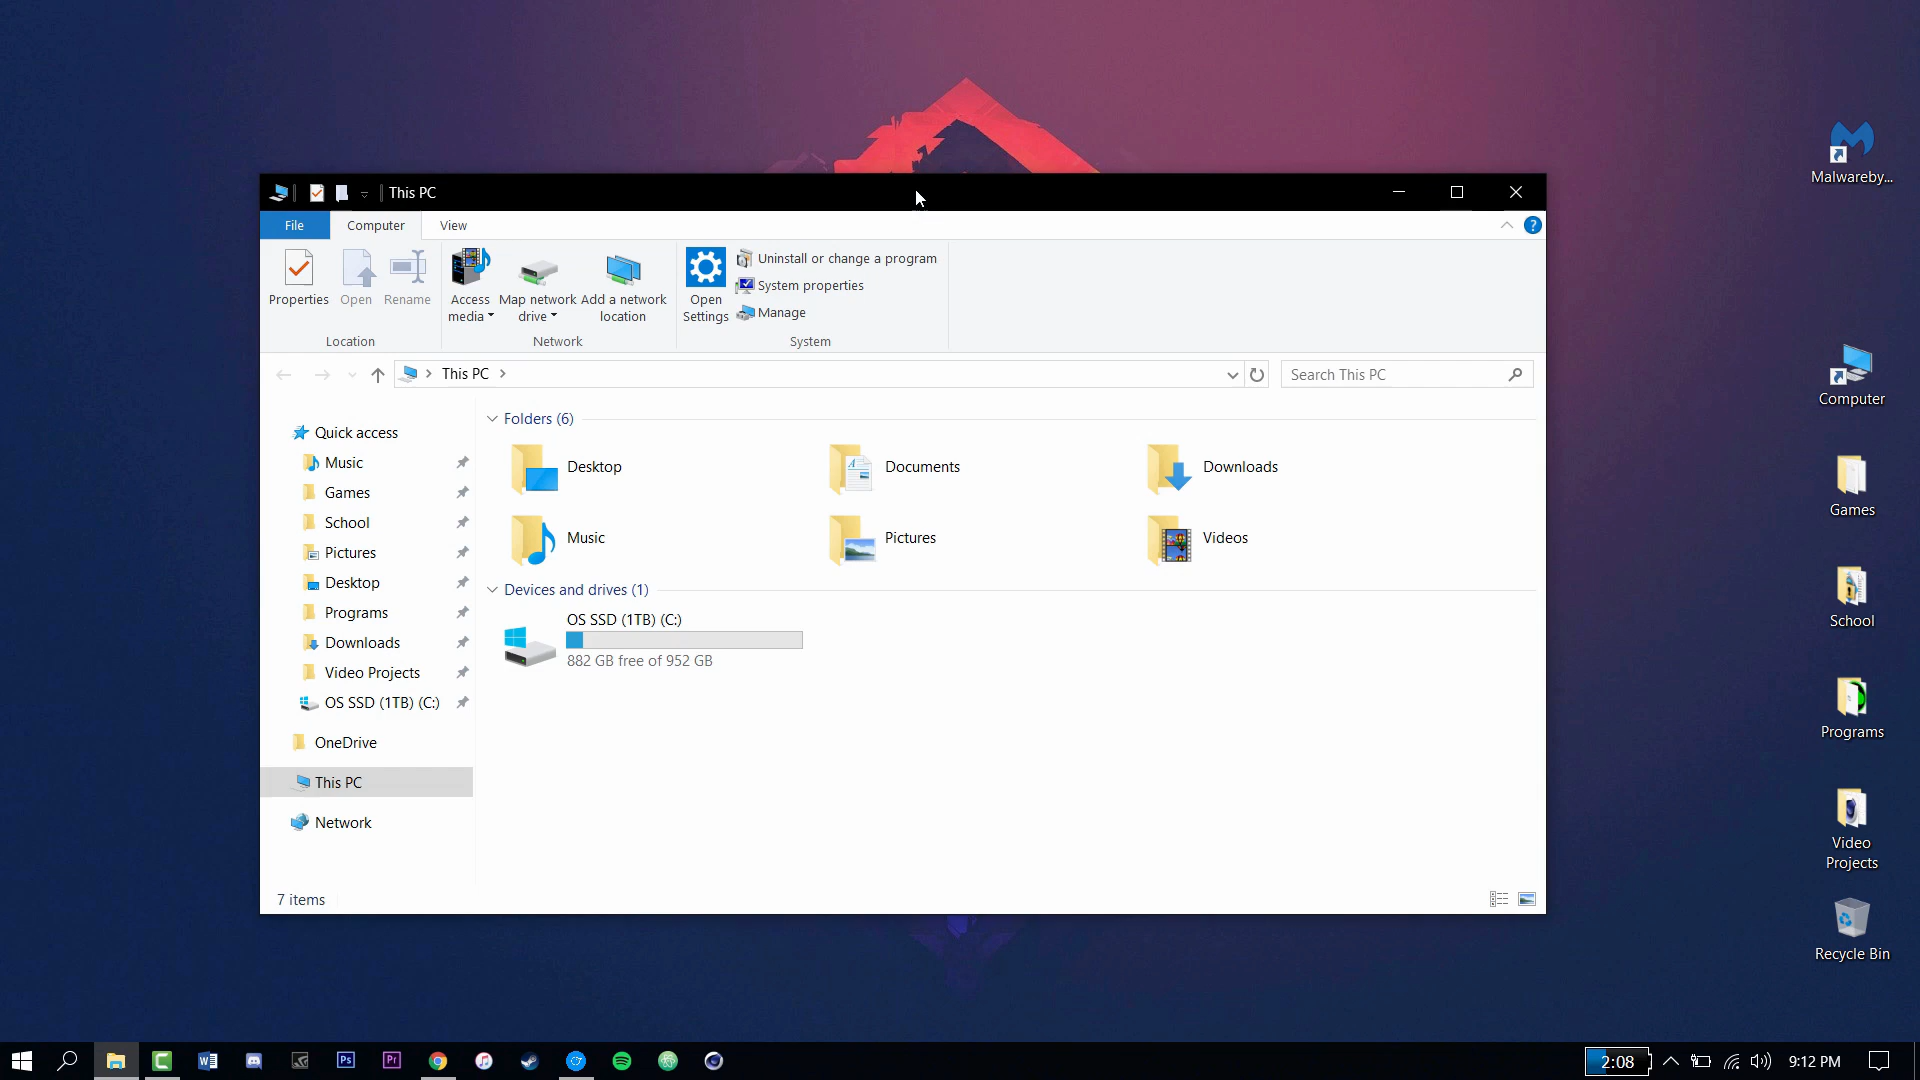 This PC
File
Computer
View
Properties
Open
Rename
Access
media
Map network
drive
Add a network
location
Open
Settings
Uninstall or change a program
System properties
Manage
Location
Network
System
This PC
Search This PC
Quick access
Music
Games
School
Pictures
Desktop
Programs
Downloads
Video Projects
OS SSD (1TB) (C:)
OneDrive
This PC
Network
Folders (6)
Desktop
Documents
Downloads
Music
Pictures
Videos
Devices and drives (1)
OS SSD (1TB) (C:)
882 GB free of 952 GB
7 items
Malwareby...
Computer
Games
School
Programs
Video
Projects
Recycle Bin
Ps
Pr
2:08
9:12 PM